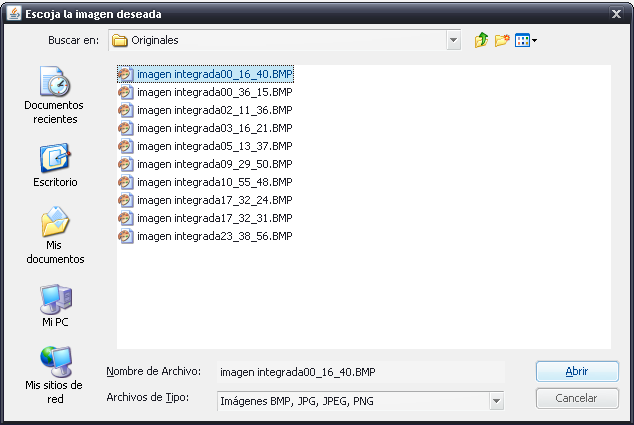 Escoja la imagen deseada
Buscar en:
Originales
Documentos
recientes
Escritorio
Mis
documentos
Mi PC
Mis sitios de
red
imagen integrada00_16_40.BMP
imagen integrada00_36_15.BMP
imagen integrada02_11_36.BMP
imagen integrada03_16_21.BMP
imagen integrada05_13_37.BMP
imagen integrada09_29_50.BMP
imagen integrada10_55_48.BMP
imagen integrada17_32_24.BMP
imagen integrada17_32_31.BMP
imagen integrada23_38_56.BMP
Nombre de Archivo:
imagen integrada00_16_40.BMP
Abrir
Archivos de Tipo:
Imágenes BMP, JPG, JPEG, PNG
Cancelar